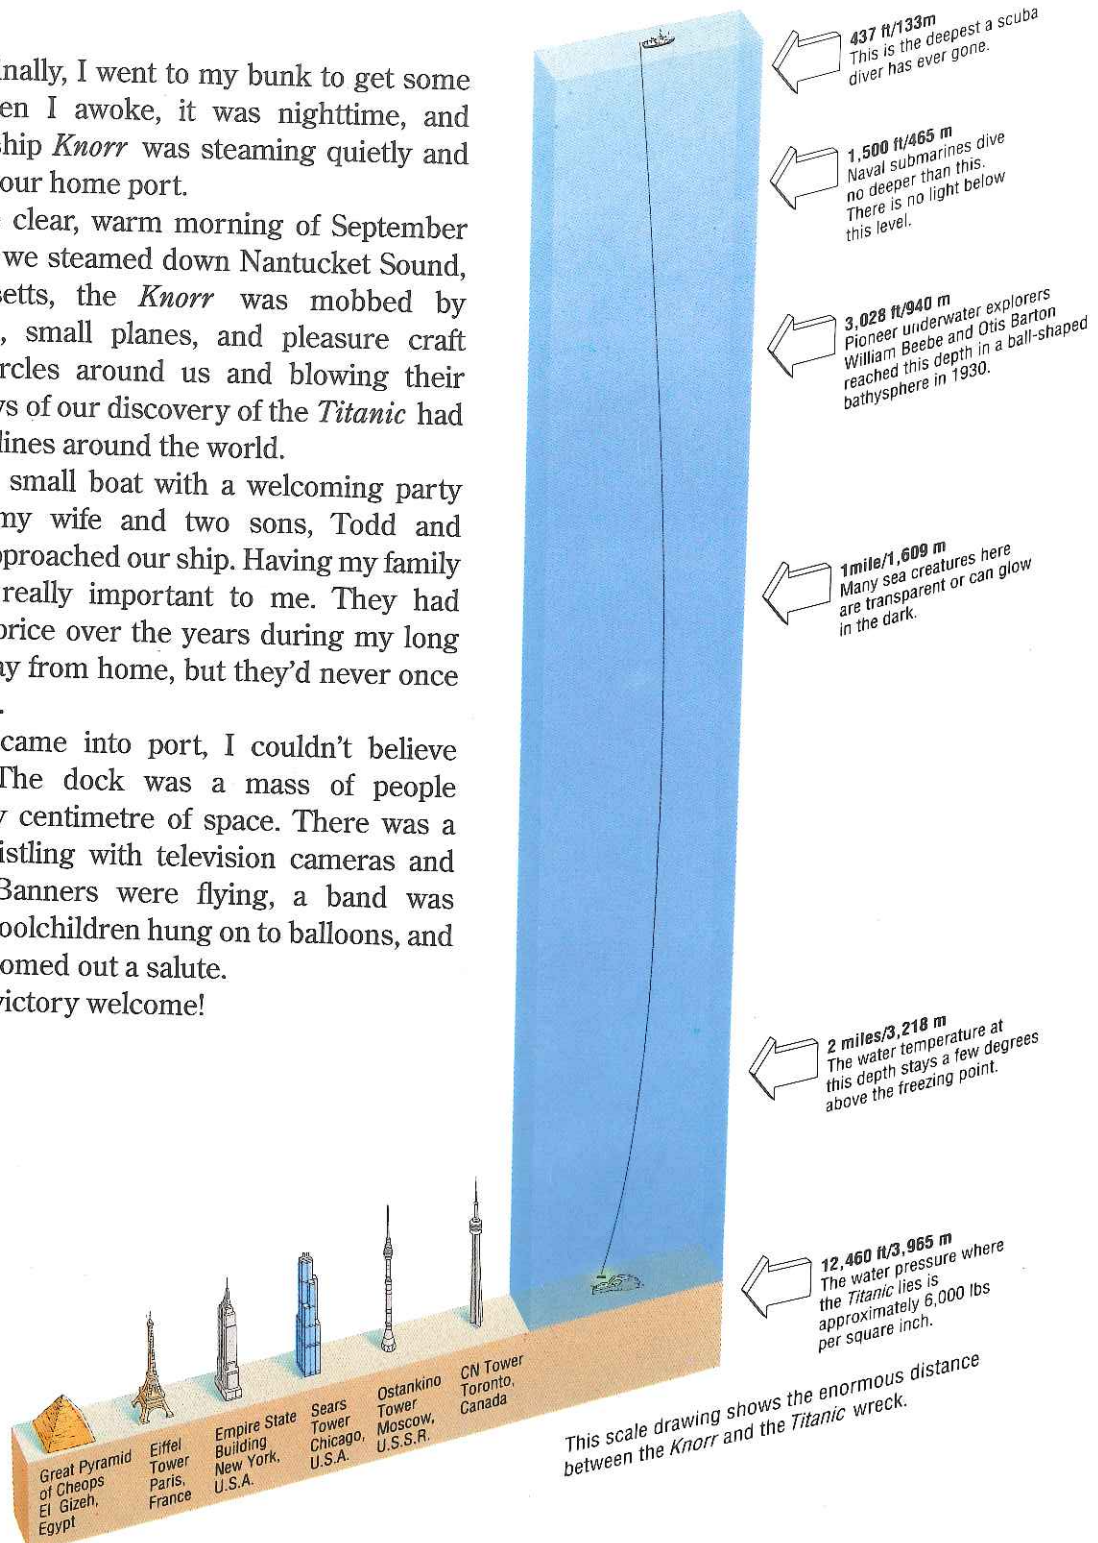 inally, I went to my bunk to get some
en I awoke, it was nighttime, and
hip Knorr was steaming quietly and
our home port.
clear, warm morning of September
we steamed down Nantucket Sound,
setts, the Knorr was mobbed by
, small planes, and pleasure craft
rcles around us and blowing their
s of our discovery of the Titanic had
lines around the world.
small boat with a welcoming party
my wife and two sons, Todd and
pproached our ship. Having my family
really important to me. They had
price over the years during my long
y from home, but they'd never once
.
came into port, I couldn't believe
The dock was a mass of people
y centimetre of space. There was a
istling with television cameras and
Banners were flying, a band was
oolchildren hung on to balloons, and
omed out a salute.
victory welcome!
437 ft/133m
This is the deepest a scuba
diver has ever gone.
1,500 ft/465 m
Naval submarines dive
no deeper than this.
There is no light below
this level.
3,028 ft/940 m
Pioneer underwater explorers
William Beebe and Otis Barton
reached this depth in a ball-shaped
bathysphere in 1930.
1mile/1,609 m
Many sea creatures here
are transparent or can glow
in the dark.
2 miles/3,218 m
The water temperature at
this depth stays a few degrees
above the freezing point.
12,460 ft/3,965 m
The water pressure where
the Titanic lies is
approximately 6,000 lbs
per square inch.
Great Pyramid
of Cheops
El Gizeh,
Egypt
Eiffel
Tower
Paris,
France
Empire State
Building
New York,
U.S.A.
Sears
Tower
Chicago,
U.S.A.
Ostankino
Tower
Moscow,
U.S.S.R.
CN Tower
Toronto,
Canada
This scale drawing shows the enormous distance
between the Knorr and the Titanic wreck.